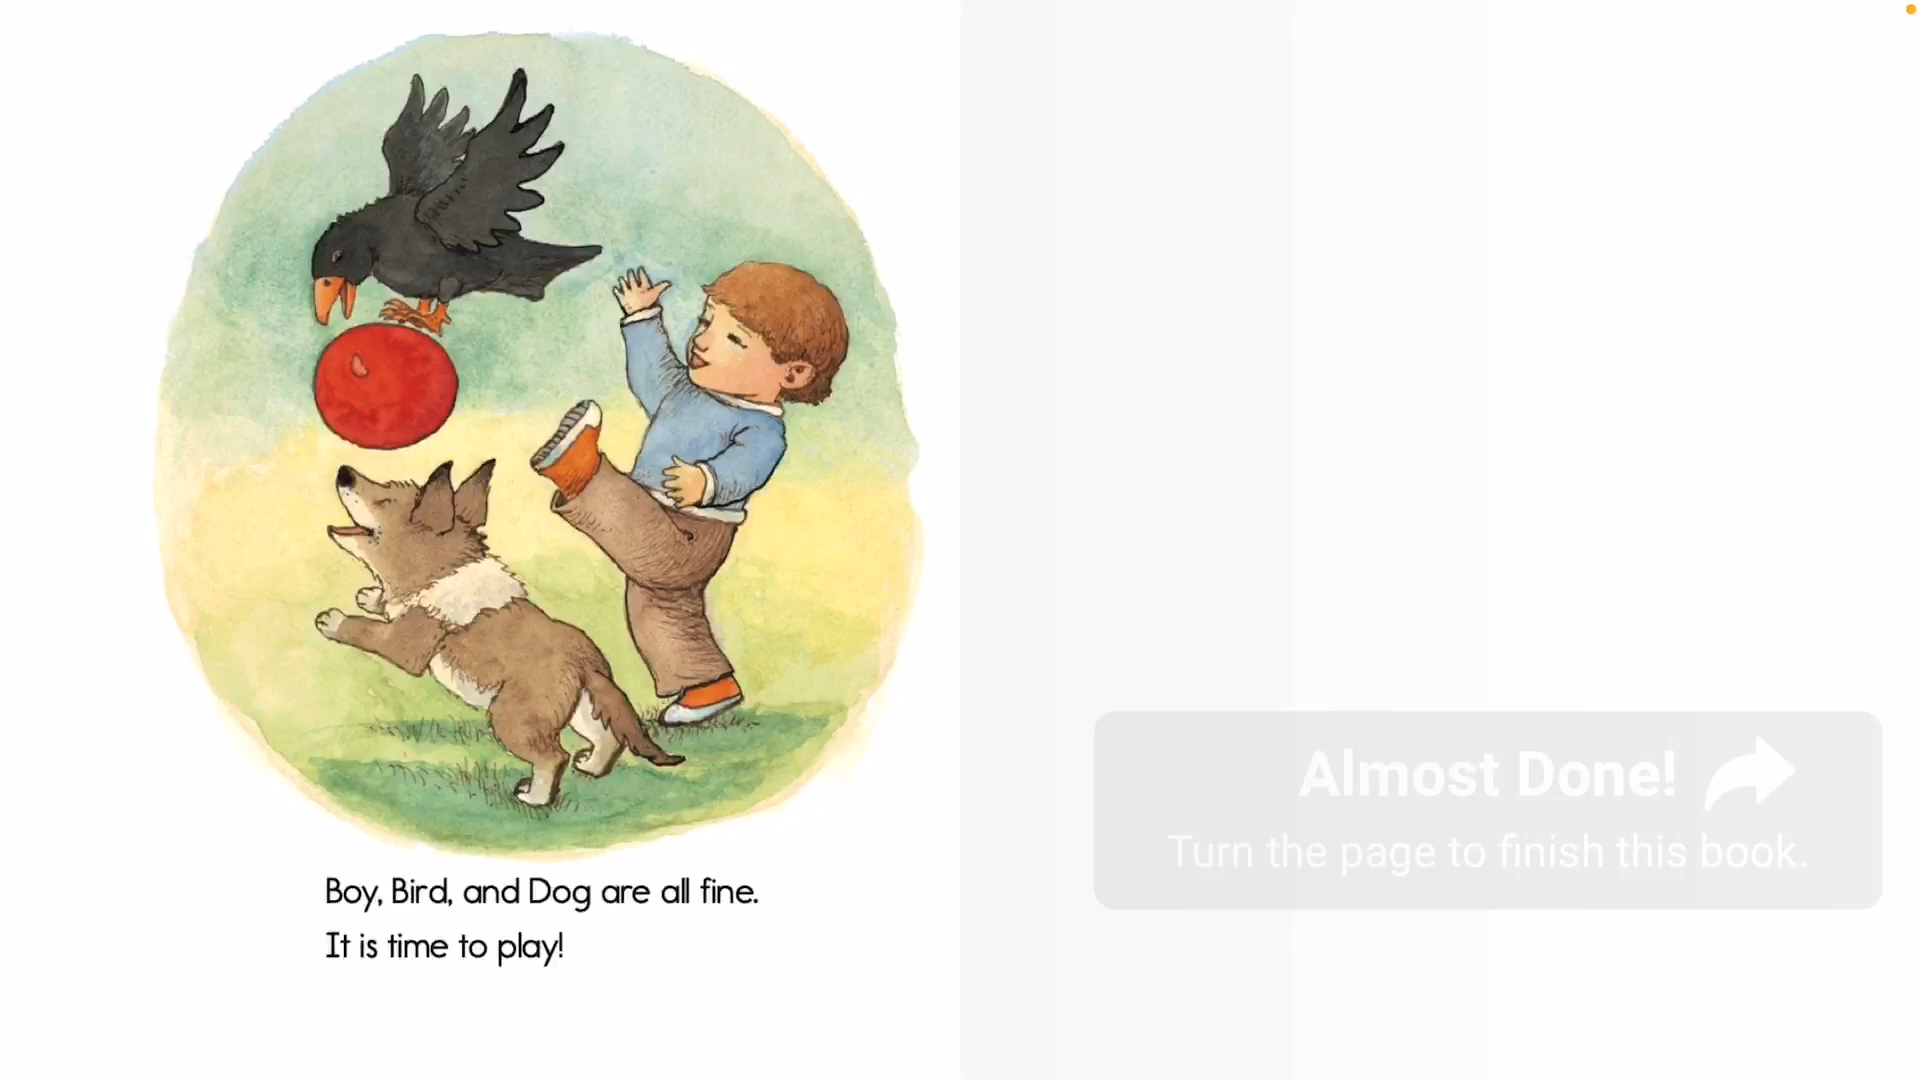 Boy, Bird, and Dog are all fine.
It is time to play!
Almost Done!
Turn the page to finish this book.